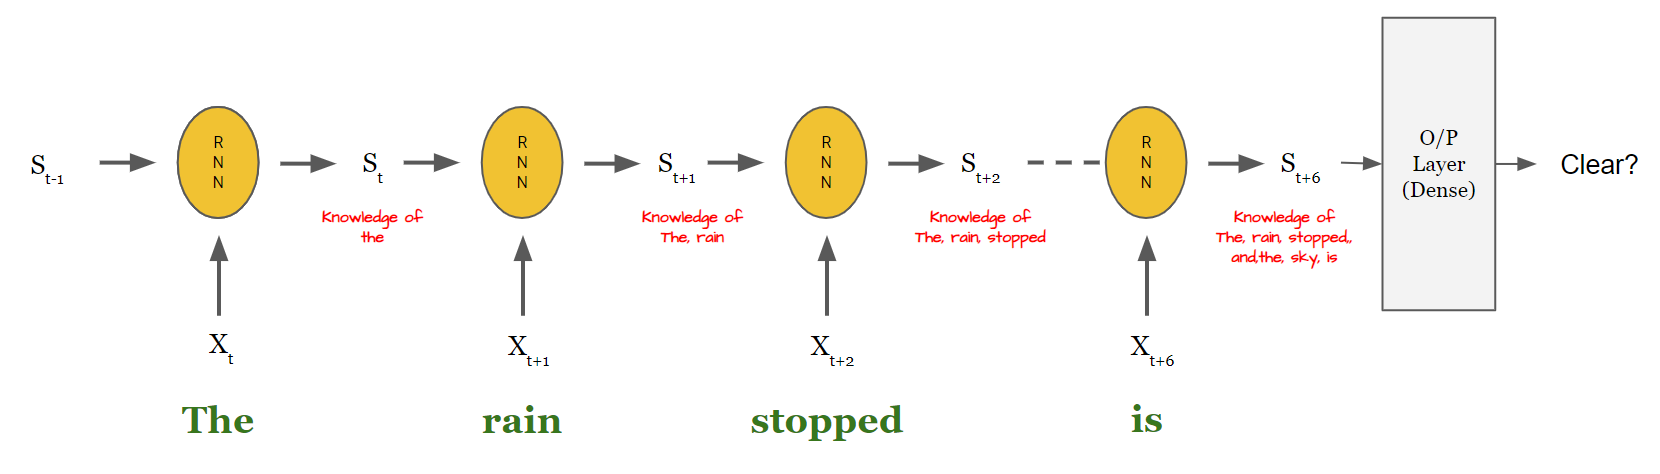 S t-1
R
N
N
S t
Knowledge of
the
X t
The
R
N
N
S t+1
Knowledge of
The, rain
X t+1
rain
R
N
N
S t+2
Knowledge of
The, rain, stopped
X t+2
stopped
R
N
N
S t+6
Knowledge of
The, rain, stopped,,
and,the, sky, is
X t+6
is
O/P
Layer
(Dense)
Clear?